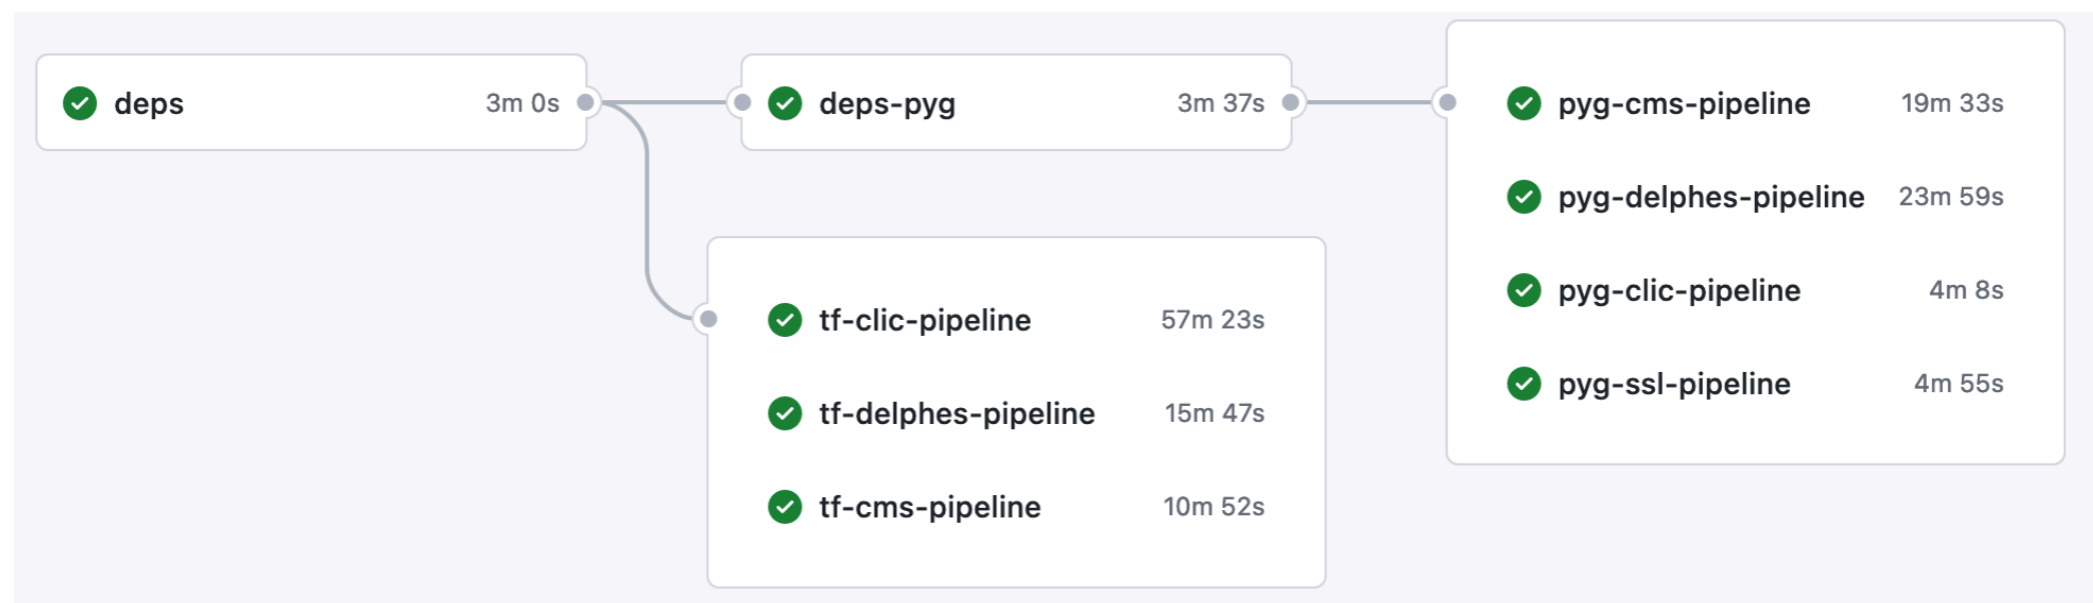 deps 3m 0s
deps-pyg 3m 37s
tf-clic-pipeline 57m 23s
tf-delphes-pipeline 15m 47s
tf-cms-pipeline 10m 52s
pyg-cms-pipeline 19m 33s
pyg-delphes-pipeline 23m 59s
pyg-clic-pipeline 4m 8s
pyg-ssl-pipeline 4m 55s